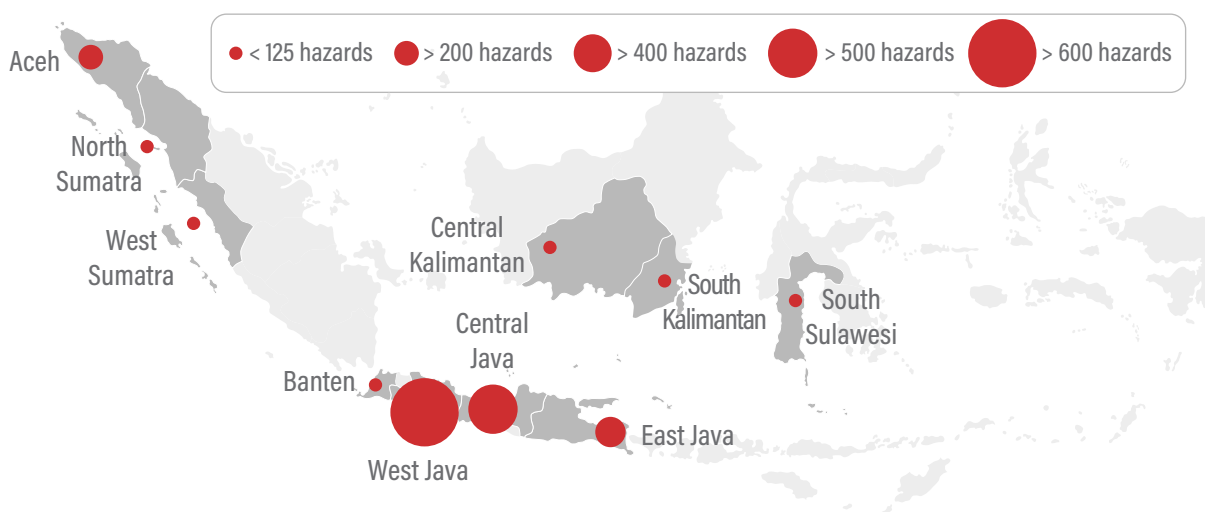 < 125 hazards
> 200 hazards
> 400 hazards
> 500 hazards
> 600 hazards
Aceh
North
Sumatra
West
Sumatra
Central
Kalimantan
South
Kalimantan
South
Sulawesi
Central
Java
Banten
East Java
West Java